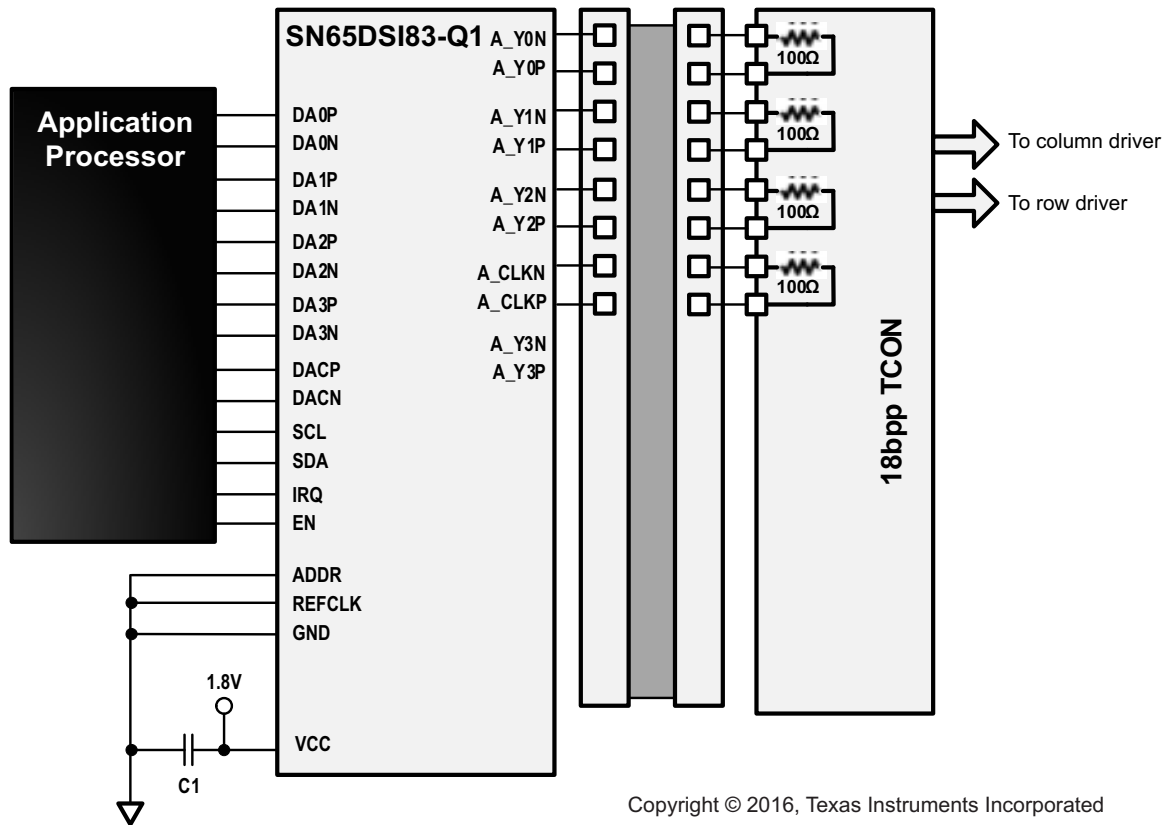 SN65DSI83-Q1
Application
Processor
DA0P
DA0N
DA1P
DA1N
DA2P
DA2N
DA3P
DA3N
DACP
DACN
SCL
SDA
IRQ
EN
ADDR
REFCLK
GND
VCC
1.8V
C1
A_Y0N
A_Y0P
A_Y1N
A_Y1P
A_Y2N
A_Y2P
A_CLKN
A_CLKP
A_Y3N
A_Y3P
100Ω
100Ω
100Ω
100Ω
18bpp TCON
To column driver
To row driver
Copyright © 2016, Texas Instruments Incorporated